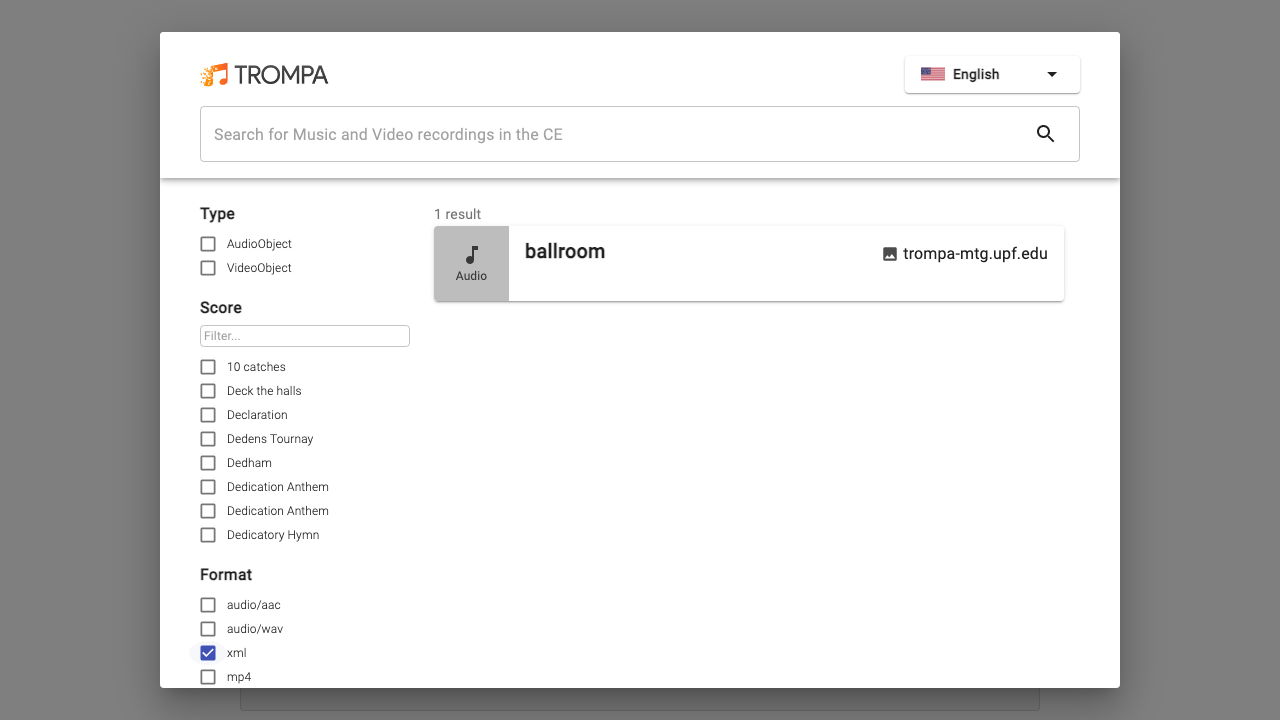 TROMPA
English
Search for Music and Video recordings in the CE
Type
AudioObject
VideoObject
Score
Filter...
10 catches
Deck the halls
Declaration
Dedens Tournay
Dedham
Dedication Anthem
Dedication Anthem
Dedicatory Hymn
Format
audio/aac
audio/wav
xml
mp4
1 result
Audio
ballroom
trompa-mtg.upf.edu